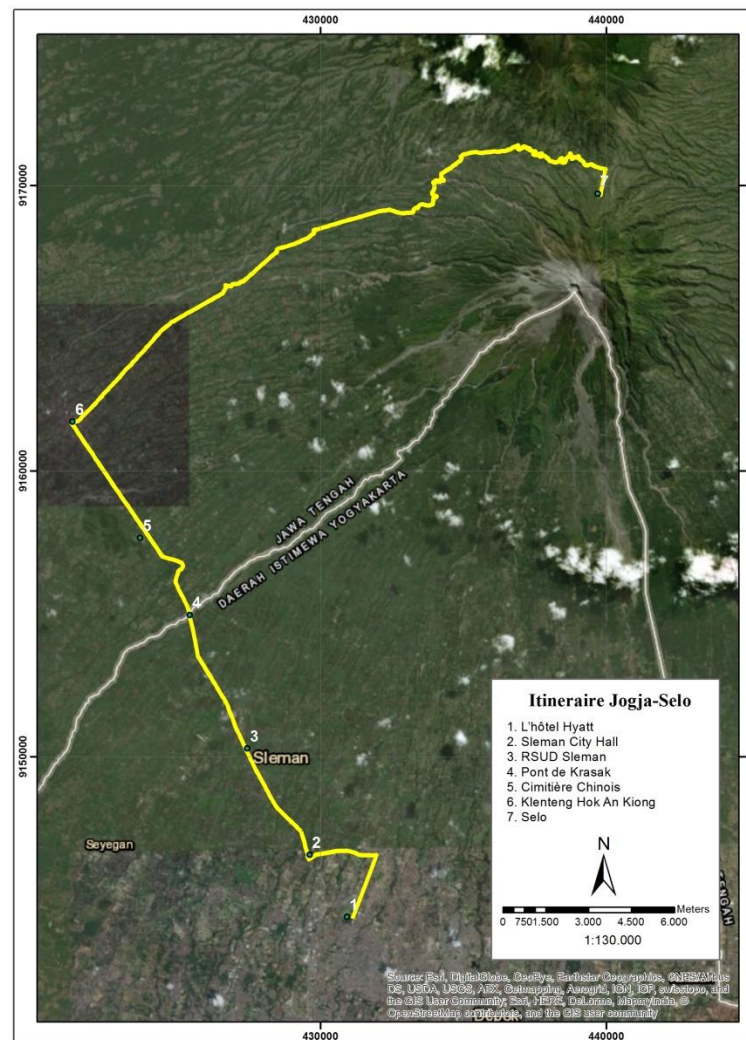 430000
440000
9170000
7
6
9160000
5
JAWA TENGAH
DAERAH ISTIMEWA YOGYAKARTA
4
3
Sleman
9150000
Seyegan
2
1
Itineraire Jogja-Selo
1. L'hôtel Hyatt
2. Sleman City Hall
3. RSUD Sleman
4. Pont de Krasak
5. Cimitière Chinois
6. Klenteng Hok An Kiong
7. Selo
N
0 7501.500 3.000 4.500 6.000 Meters
1:130.000
TENGAH
Source: Esri, DigitalGlobe, GeoEye, Earthstar Geographics, CNES/Airbus
DS, USDA, USGS, AEX, Getmapping, Aerogrid, IGN, IGP, swisstopo, and
the GIS User Community; Esri, HERE, DeLorme, MapmyIndia, ©
OpenStreetMap contributors, and the GIS user community
430000
440000